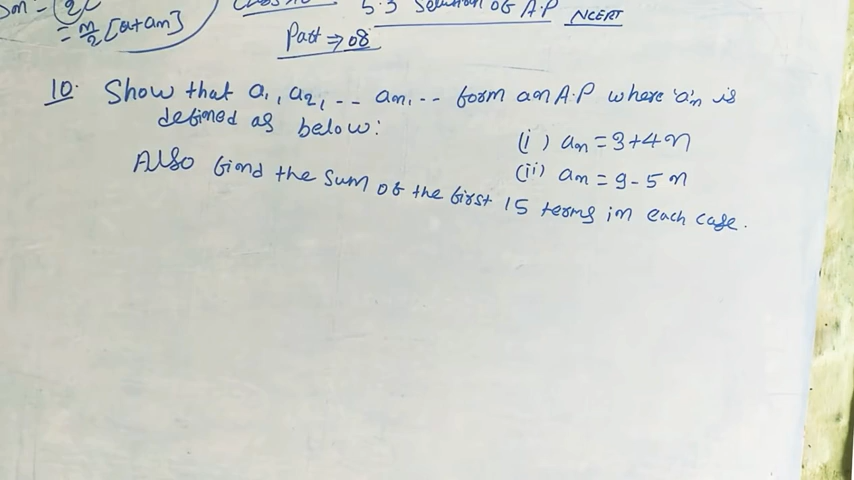 = n/2 [a+an]
5.3 Solution of A.P NCERT
Part ⇒ 08
10. Show that a1, a2, -- an, -- form an A.P where 'an' is
defined as below:
(i) an = 3+4n
(ii) an = 9-5n
Also find the sum of the first 15 terms in each case.